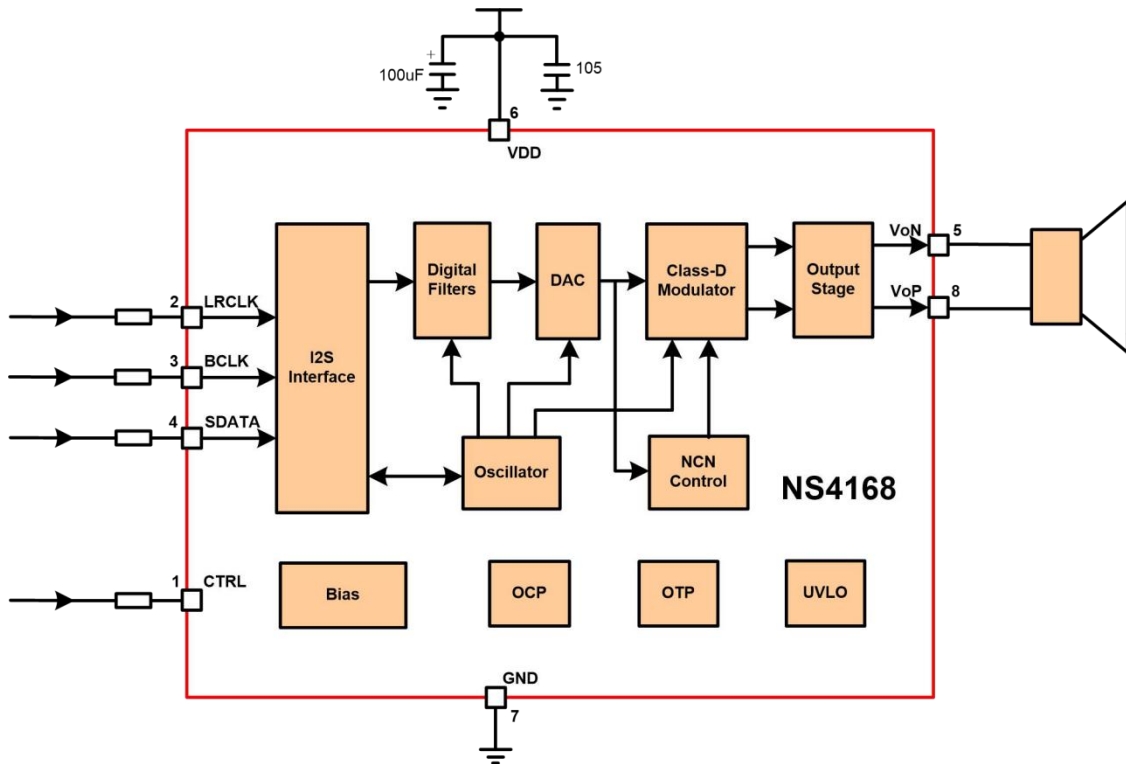 +
100uF
105
6
VDD
VoN
5
Digital
Filters
DAC
Class-D
Modulator
Output
Stage
VoP
8
2
LRCLK
3
BCLK
I2S
Interface
4
SDATA
Oscillator
NCN
Control
NS4168
1
CTRL
Bias
OCP
OTP
UVLO
GND
7